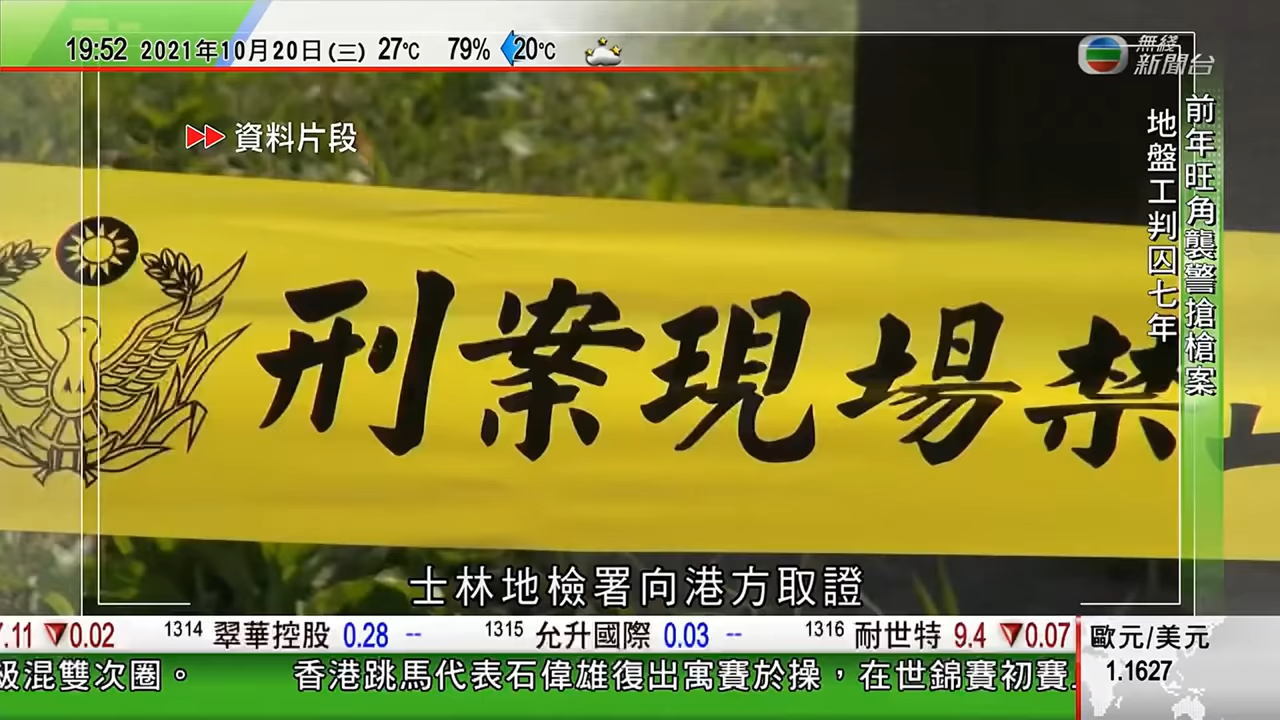 19:52 2021年10月20日(三) 27℃ 79% 20℃
無綫
新聞台
資料片段
前年旺角襲警搶槍案
地盤工判囚七年
刑案現場禁止
士林地檢署向港方取證
7.11 ▼0.02 1314 翠華控股 0.28 -- 1315 允升國際 0.03 -- 1316 耐世特 9.4 ▼0.07
歐元/美元
1.1627
級混雙次圈。 香港跳馬代表石偉雄復出寓賽於操,在世錦賽初賽